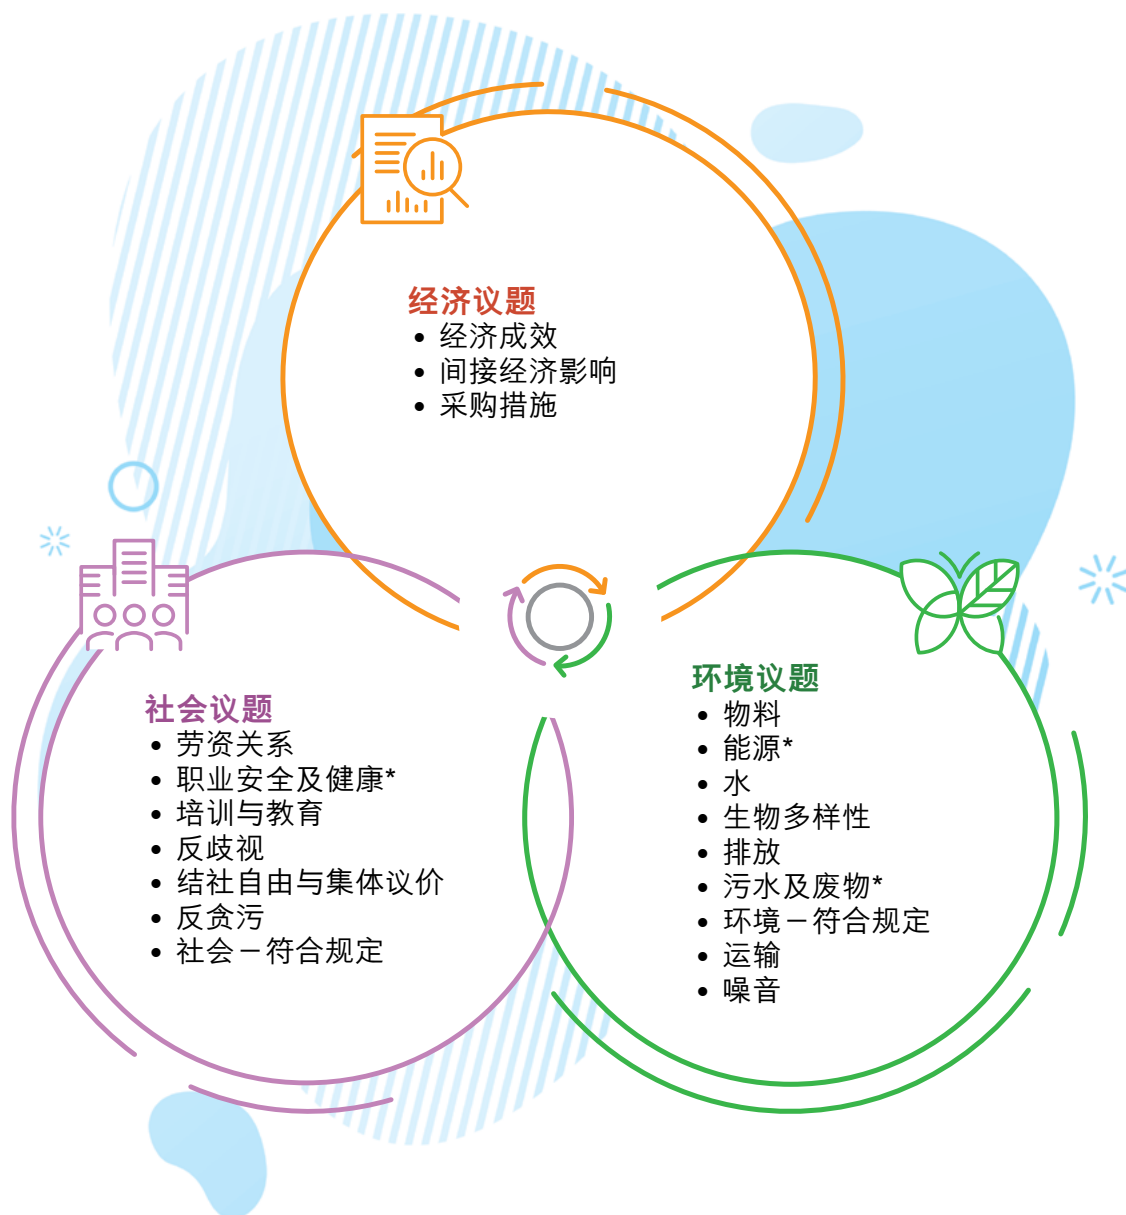 经济议题
• 经济成效
• 间接经济影响
• 采购措施
社会议题
• 劳资关系
• 职业安全及健康*
• 培训与教育
• 反歧视
• 结社自由与集体议价
• 反贪污
• 社会－符合规定
环境议题
• 物料
• 能源*
• 水
• 生物多样性
• 排放
• 污水及废物*
• 环境－符合规定
• 运输
• 噪音